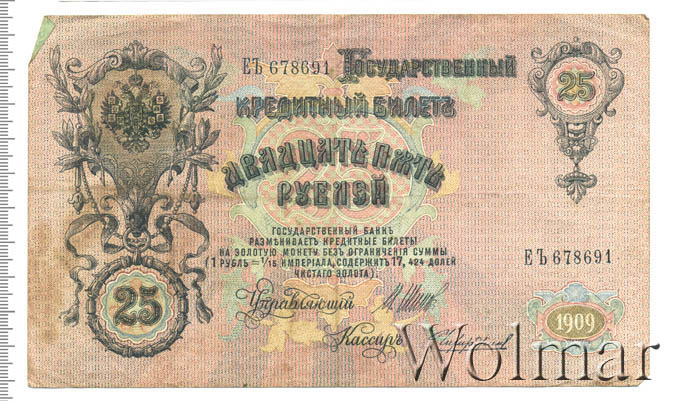 ЕЪ 678691 ГОСУДАРСТВЕННЫЙ
25
КРЕДИТНЫЙ БИЛЕТЪ
ДВАДЦАТЬ ПЯТЬ
РУБЛЕЙ
ГОСУДАРСТВЕННЫЙ БАНКЪ
РАЗМѢНИВАЕТЪ КРЕДИТНЫЕ БИЛЕТЫ
НА ЗОЛОТУЮ МОНЕТУ БЕЗЪ ОГРАНИЧЕНІЯ СУММЫ
(1 РУБЛЬ = 1/15 ИМПЕРІАЛА, СОДЕРЖИТЪ 17,424 ДОЛЕЙ
ЧИСТАГО ЗОЛОТА).
ЕЪ 678691
25
Управляющій
1909
Кассиръ
Wolmar